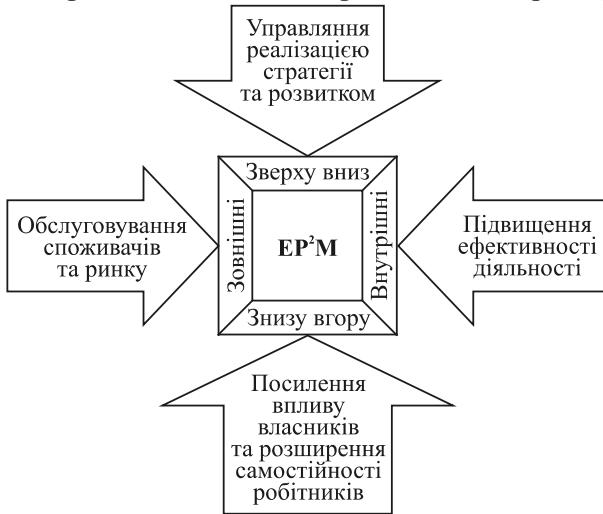 Управління
реалізацією
стратегії
та розвитком
Зверху вниз
Обслуговування
споживачів
та ринку
Зовнішні
EP²M
Внутрішні
Підвищення
ефективності
діяльності
Знизу вгору
Посилення
впливу
власників
та розширення
самостійності
робітників